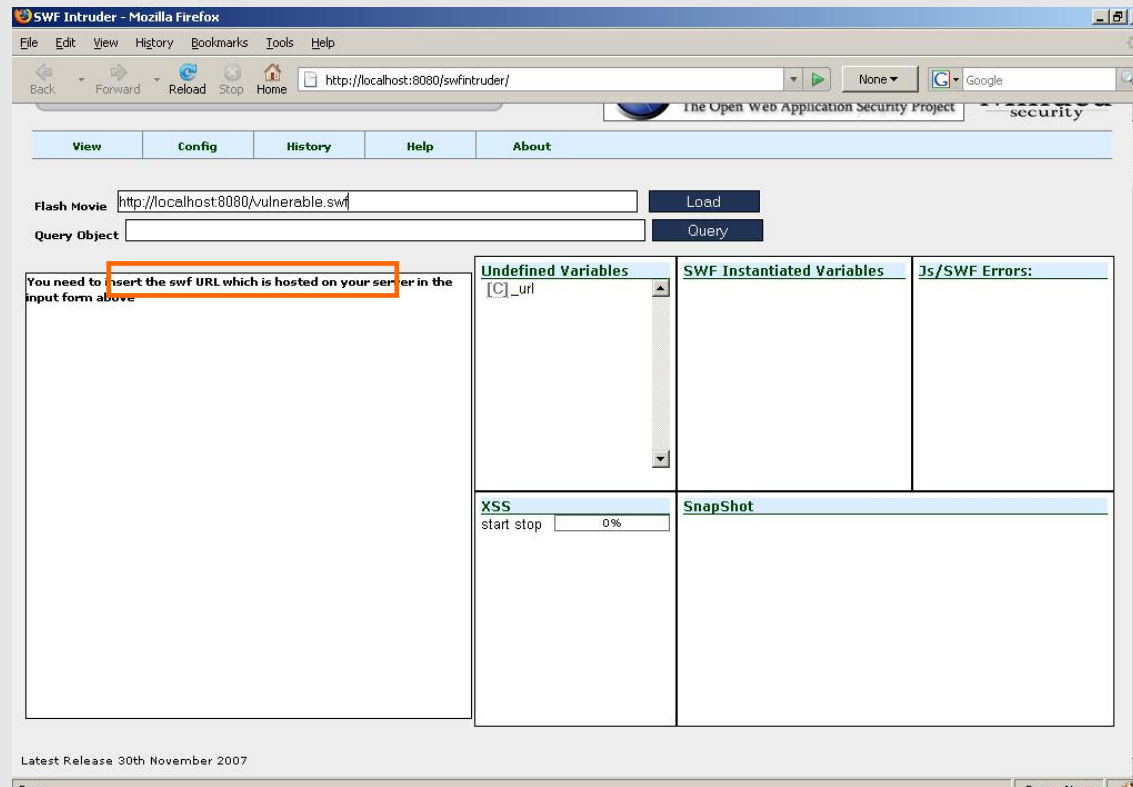 SWF Intruder - Mozilla Firefox
File Edit View History Bookmarks Tools Help
Back Forward Reload Stop Home http://localhost:8080/swfintruder/ None Google
The Open Web Application Security Project
security
View Config History Help About
Flash Movie http://localhost:8080/vulnerable.swf Load
Query Object Query
You need to insert the swf URL which is hosted on your server in the
input form above
Undefined Variables
[C]_url
SWF Instantiated Variables
Js/SWF Errors:
XSS
start stop 0%
SnapShot
Latest Release 30th November 2007